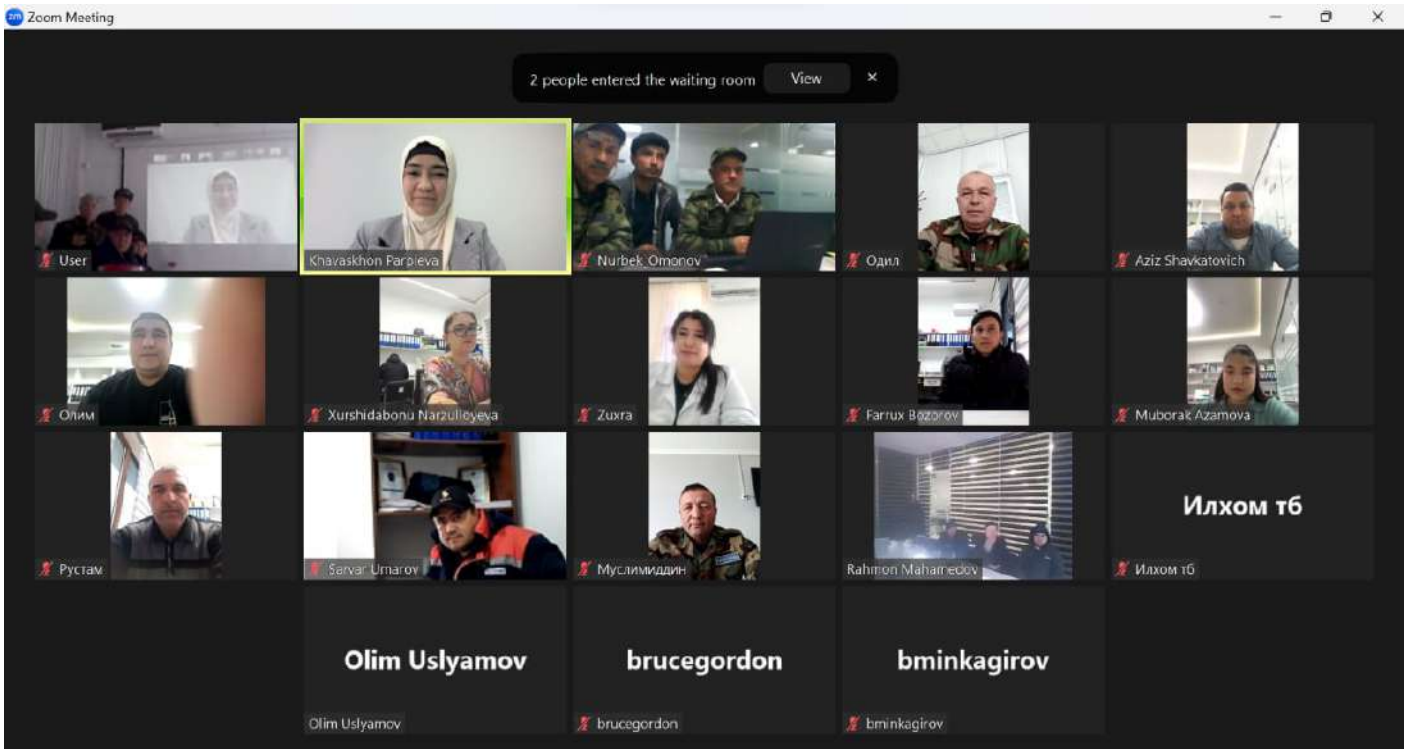 zm Zoom Meeting
2 people entered the waiting room View
User
Khavaskhon Parpieva
Nurbek_Omonov
Одил
Aziz Shavkatovich
Олим
Xurshidabonu Narzulloyeva
Zuxra
Farrux Bozorov
Muborak Azamova
Рустам
Sarvar Umarov
Муслимиддин
Rahmon Mahamedov
Илхом тб
Илхом тб
Olim Uslyamov
Olim Uslyamov
brucegordon
brucegordon
bminkagirov
bminkagirov